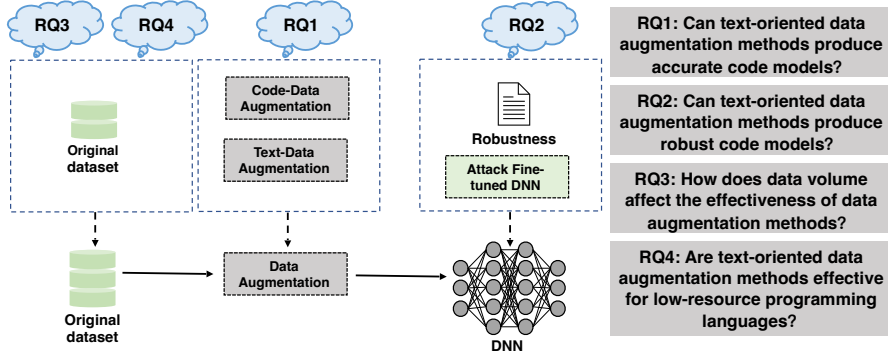 RQ3
RQ4
RQ1
RQ2
Original
dataset
Code-Data
Augmentation
Text-Data
Augmentation
Robustness
Attack Fine-
tuned DNN
Original
dataset
Data
Augmentation
DNN
RQ1: Can text-oriented data
augmentation methods produce
accurate code models?
RQ2: Can text-oriented data
augmentation methods produce
robust code models?
RQ3: How does data volume
affect the effectiveness of data
augmentation methods?
RQ4: Are text-oriented data
augmentation methods effective
for low-resource programming
languages?